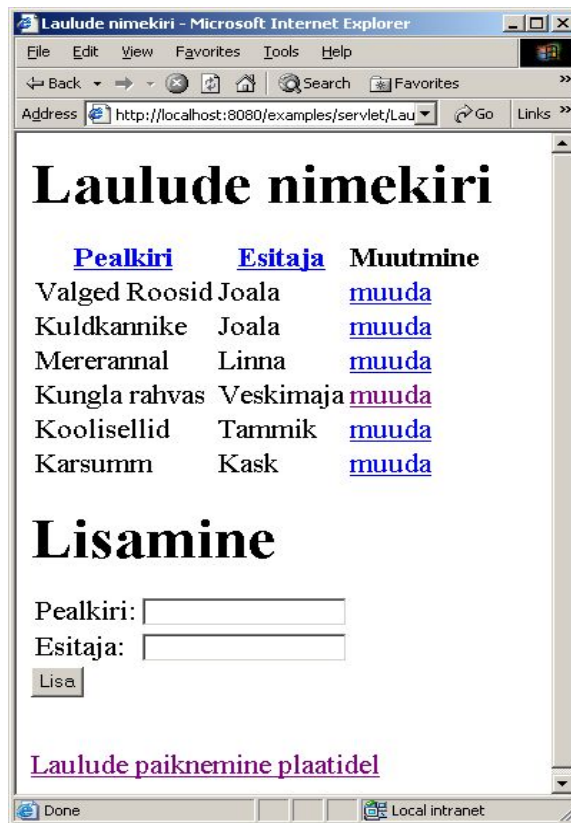 Laulude nimekiri - Microsoft Internet Explorer
File Edit View Favorites Tools Help
Back Search Favorites »
Address http://localhost:8080/examples/servlet/Lau Go Links »
Laulude nimekiri
Pealkiri Esitaja Muutmine
Valged Roosid Joala muuda
Kuldkannike Joala muuda
Mererannal Linna muuda
Kungla rahvas Veskimaja muuda
Koolisellid Tammik muuda
Karsumm Kask muuda
Lisamine
Pealkiri:
Esitaja:
Lisa
Laulude paiknemine plaatidel
Done Local intranet